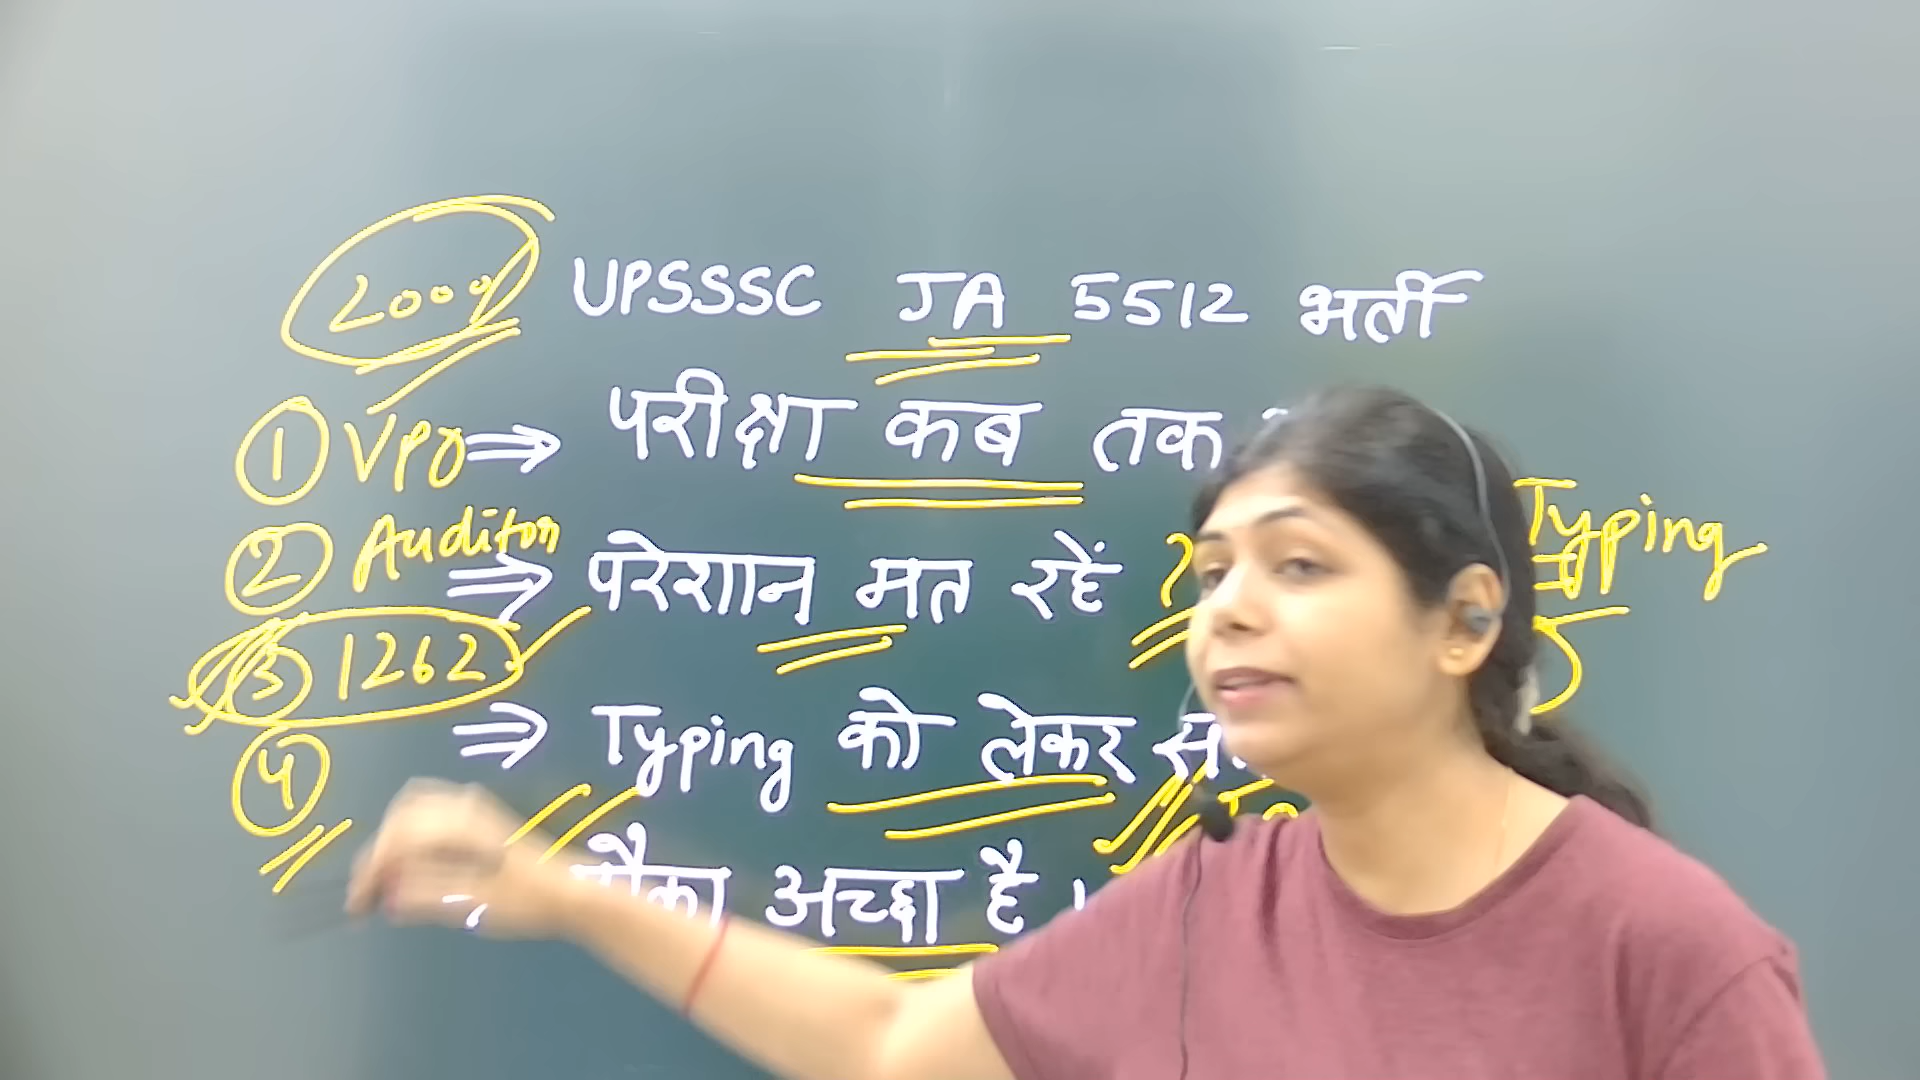 2000 UPSSSC JA 5512 भर्ती
① VPO ⇒ परीक्षा कब तक
② Auditor ⇒ परेशान मत रहें ?
Typing
③ 1262
④ ⇒ Typing को लेकर
मौका अच्छा है ।